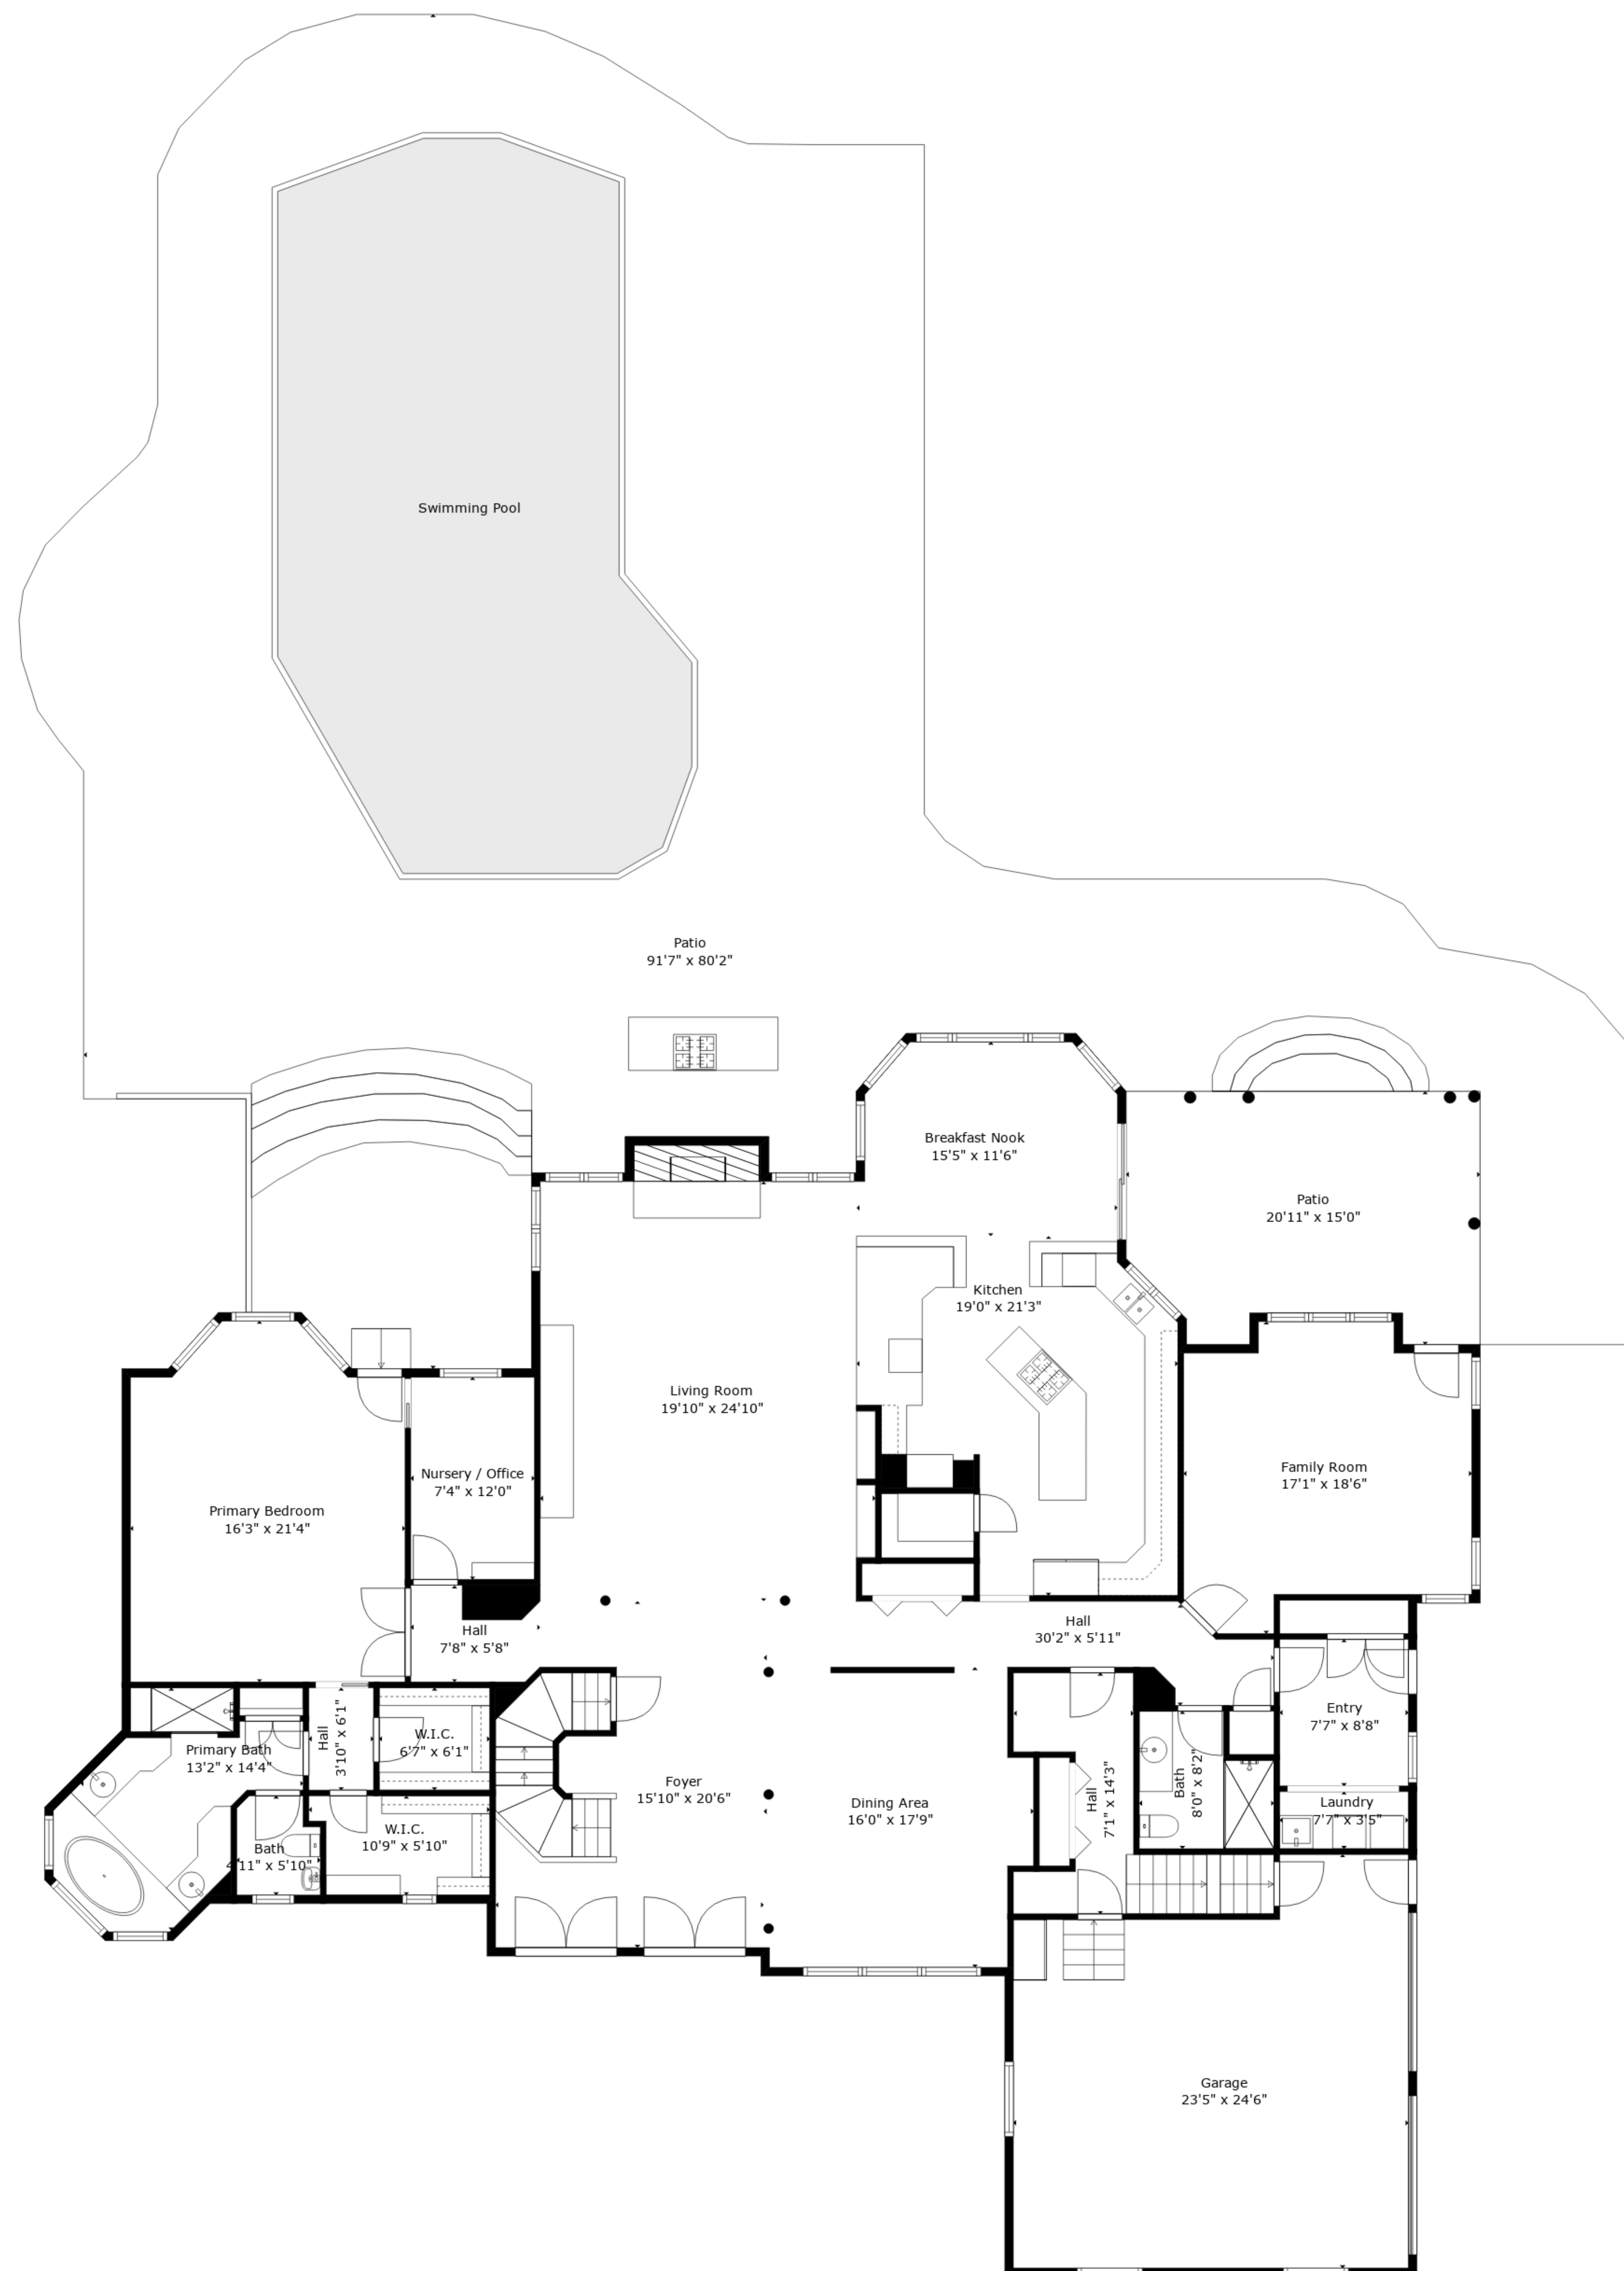 Swimming Pool
Patio
91'7" x 80'2"
Breakfast Nook
15'5" x 11'6"
Patio
20'11" x 15'0"
Kitchen
19'0" x 21'3"
Living Room
19'10" x 24'10"
Nursery / Office
7'4" x 12'0"
Family Room
17'1" x 18'6"
Primary Bedroom
16'3" x 21'4"
Hall
7'8" x 5'8"
Hall
30'2" x 5'11"
Hall
3'10" x 6'1"
W.I.C.
6'7" x 6'1"
Primary Bath
13'2" x 14'4"
Entry
7'7" x 8'8"
Foyer
15'10" x 20'6"
Dining Area
16'0" x 17'9"
Hall
7'1" x 14'3"
Bath
8'0" x 8'2"
Laundry
7'7" x 3'5"
W.I.C.
10'9" x 5'10"
Bath
4'11" x 5'10"
Garage
23'5" x 24'6"